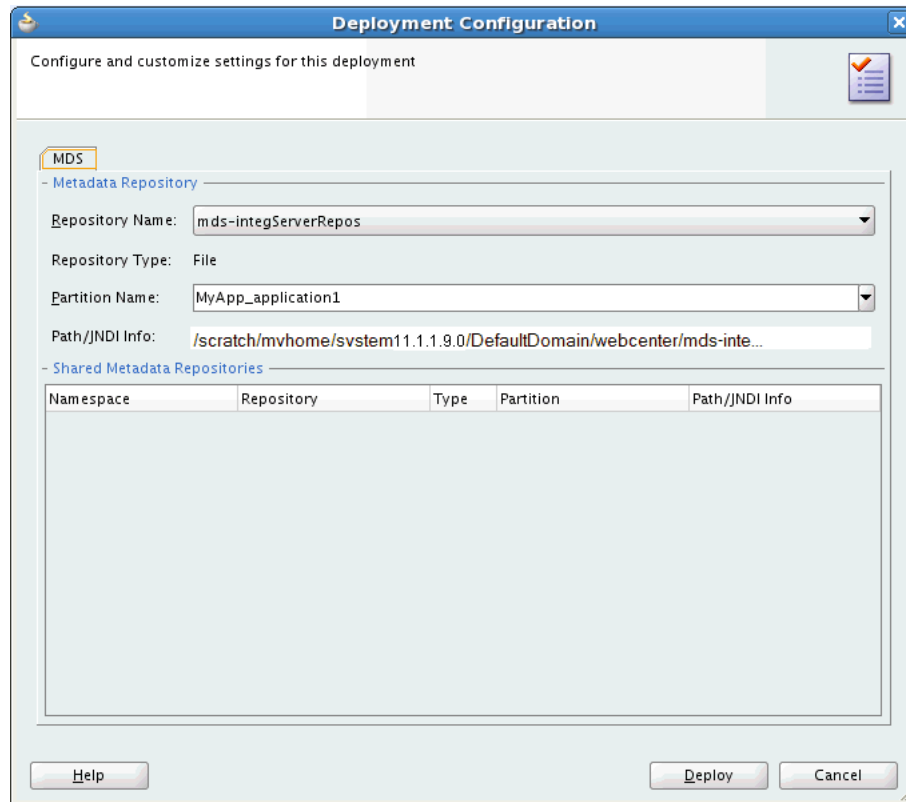 Deployment Configuration
Configure and customize settings for this deployment
MDS
Metadata Repository
Repository Name: mds-integServerRepos
Repository Type: File
Partition Name: MyApp_application1
Path/JNDI Info: /scratch/mvhome/svstem11.1.1.9.0/DefaultDomain/webcenter/mds-inte...
Shared Metadata Repositories
Namespace Repository Type Partition Path/JNDI Info
Help Deploy Cancel